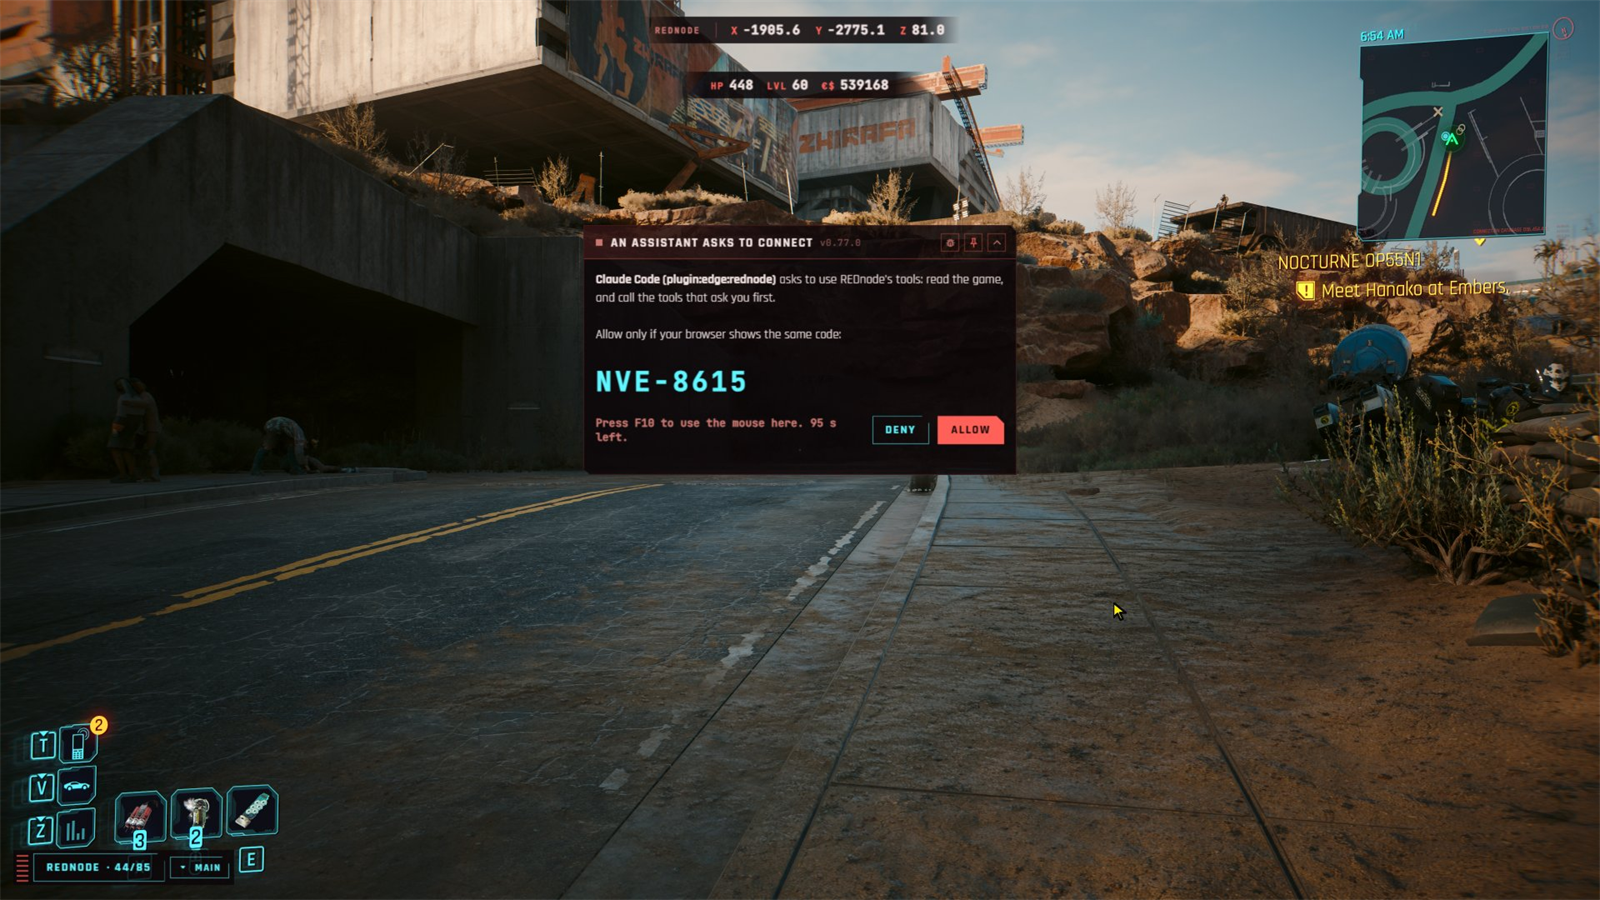 REDNODE X -1905.6 Y -2775.1 Z 81.0
HP 448 LVL 60 €$ 539168
6:54 AM
ZHIRAFA
NOCTURNE OP55N1
Meet Hanako at Embers.
AN ASSISTANT ASKS TO CONNECT v0.77.0
Claude Code (plugin:edge:rednode) asks to use REDnode's tools: read the game,
and call the tools that ask you first.
Allow only if your browser shows the same code:
NVE-8615
Press F10 to use the mouse here. 95 s
left.
DENY
ALLOW
T
2
V
Z
3
2
E
REDNODE · 44/85
MAIN